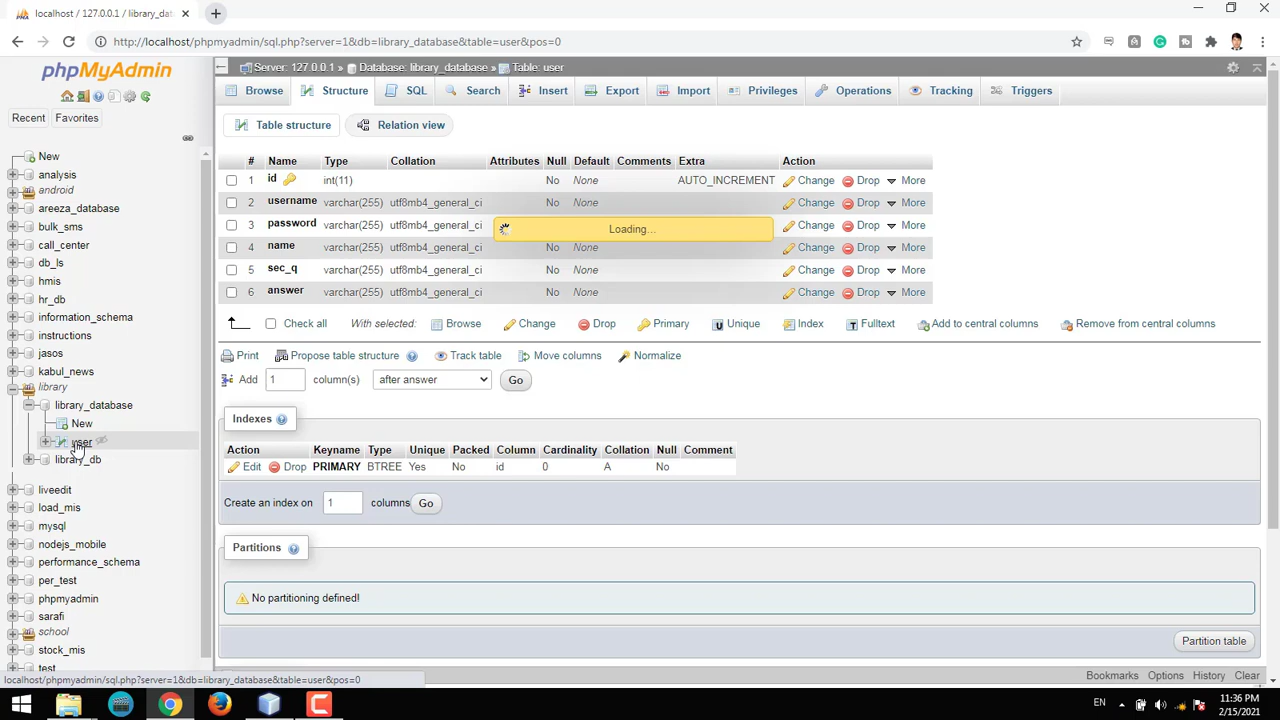 localhost / 127.0.0.1 / library_dat
http://localhost/phpmyadmin/sql.php?server=1&db=library_database&table=user&pos=0
phpMyAdmin
Recent Favorites
New
analysis
android
areeza_database
bulk_sms
call_center
db_ls
hmis
hr_db
information_schema
instructions
jasos
kabul_news
library
library_database
New
user
library_db
liveedit
load_mis
mysql
nodejs_mobile
performance_schema
per_test
phpmyadmin
sarafi
school
stock_mis
test
Server: 127.0.0.1 » Database: library_database » Table: user
Browse Structure SQL Search Insert Export Import Privileges Operations Tracking Triggers
Table structure Relation view
# Name Type Collation Attributes Null Default Comments Extra Action
1 id int(11) No None AUTO_INCREMENT Change Drop More
2 username varchar(255) utf8mb4_general_ci No None Change Drop More
3 password varchar(255) utf8mb4_general_ci Change Drop More
Loading...
4 name varchar(255) utf8mb4_general_ci No None Change Drop More
5 sec_q varchar(255) utf8mb4_general_ci No None Change Drop More
6 answer varchar(255) utf8mb4_general_ci No None Change Drop More
Check all With selected: Browse Change Drop Primary Unique Index Fulltext Add to central columns Remove from central columns
Print Propose table structure Track table Move columns Normalize
Add 1 column(s) after answer Go
Indexes
Action Keyname Type Unique Packed Column Cardinality Collation Null Comment
Edit Drop PRIMARY BTREE Yes No id 0 A No
Create an index on 1 columns Go
Partitions
No partitioning defined!
Partition table
localhost/phpmyadmin/sql.php?server=1&db=library_database&table=user&pos=0
Bookmarks Options History Clear
EN
11:36 PM
2/15/2021